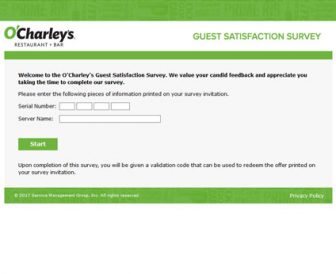 O'Charley's
RESTAURANT + BAR
GUEST SATISFACTION SURVEY
Welcome to the O'Charley's Guest Satisfaction Survey. We value your candid feedback and appreciate you
taking the time to complete our survey.
Please enter the following pieces of information printed on your survey invitation.
Serial Number:
Server Name:
Start
Upon completion of this survey, you will be given a validation code that can be used to redeem the offer printed on
your survey invitation.
© 2017 Service Management Group, Inc. All rights reserved
Privacy Policy